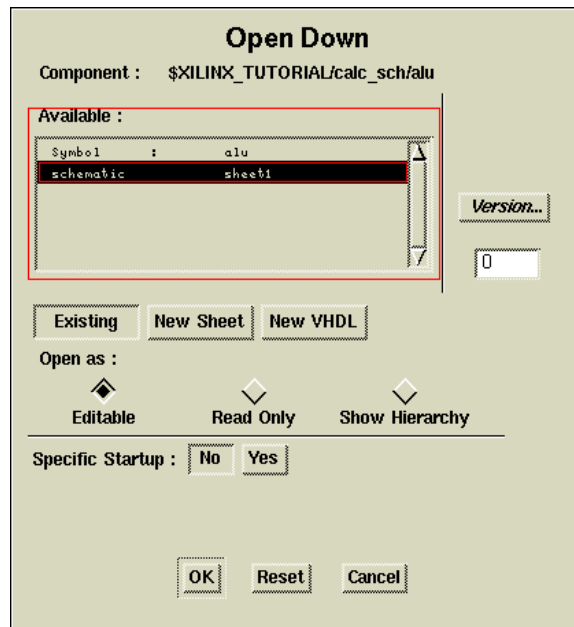 Open Down
Component : $XILINX_TUTORIAL/calc_sch/alu
Available :
Symbol : alu
schematic sheet1
Version...
0
Existing New Sheet New VHDL
Open as :
Editable Read Only Show Hierarchy
Specific Startup : No Yes
OK Reset Cancel